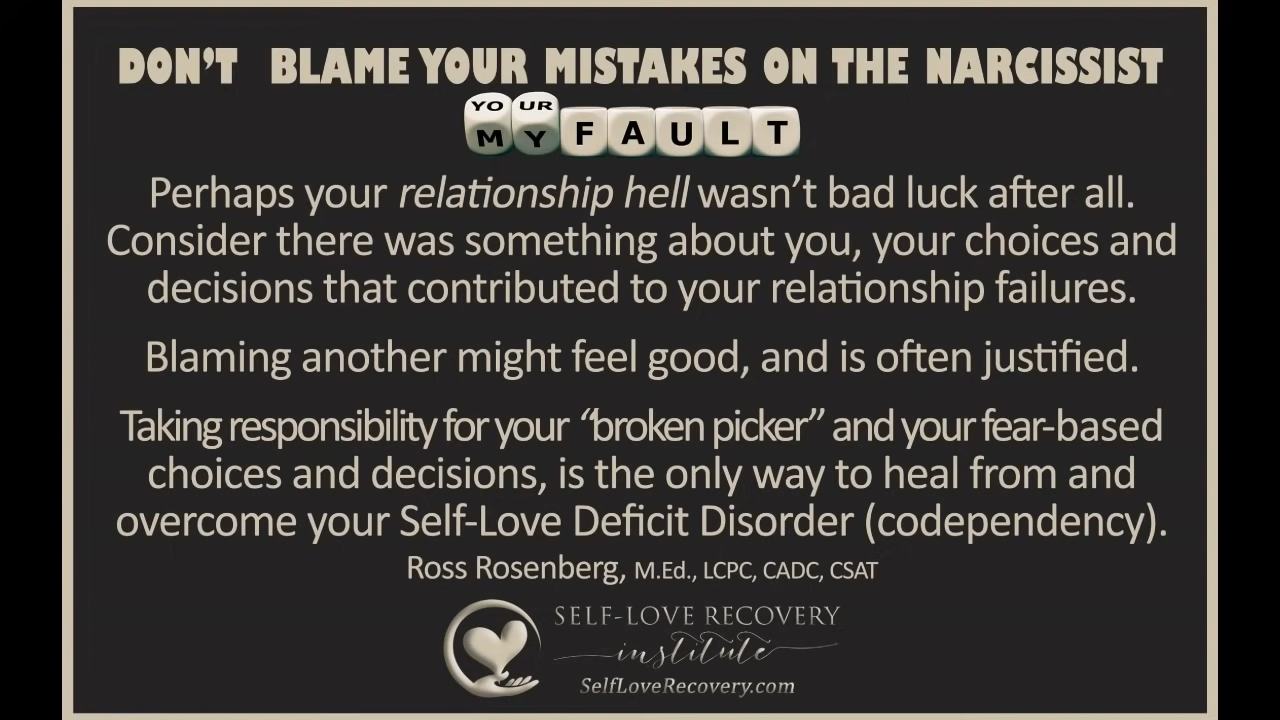 DON'T BLAME YOUR MISTAKES ON THE NARCISSIST
YO UR
MY FAULT
Perhaps your relationship hell wasn't bad luck after all.
Consider there was something about you, your choices and
decisions that contributed to your relationship failures.
Blaming another might feel good, and is often justified.
Taking responsibility for your “broken picker” and your fear-based
choices and decisions, is the only way to heal from and
overcome your Self-Love Deficit Disorder (codependency).
Ross Rosenberg, M.Ed., LCPC, CADC, CSAT
SELF-LOVE RECOVERY
institute
SelfLoveRecovery.com